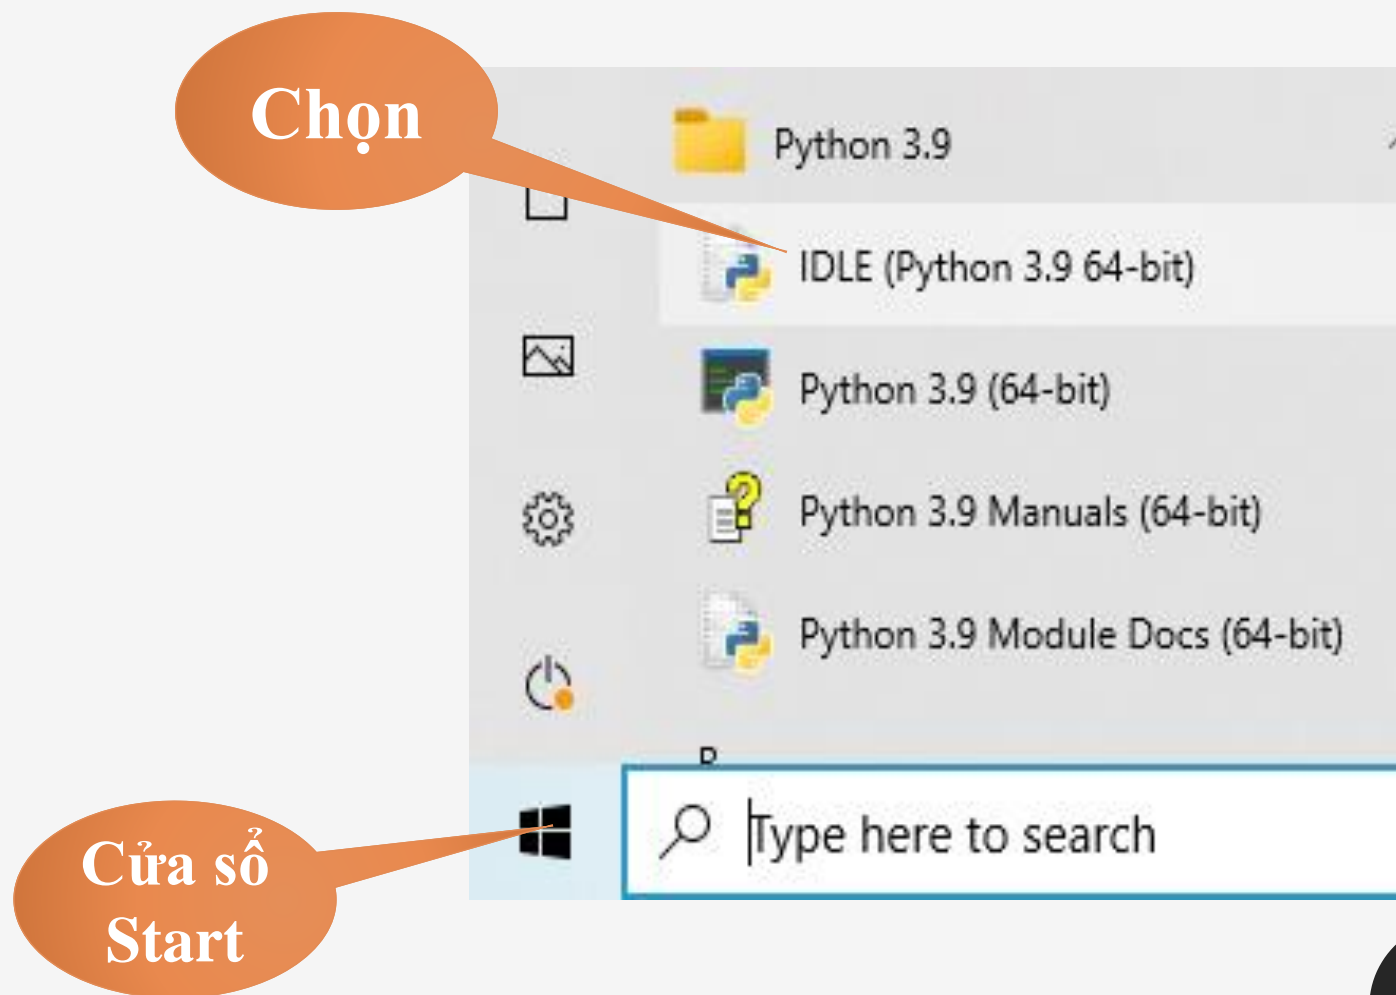 Chọn
Python 3.9
IDLE (Python 3.9 64-bit)
Python 3.9 (64-bit)
Python 3.9 Manuals (64-bit)
Python 3.9 Module Docs (64-bit)
Cửa sổ
Start
Type here to search